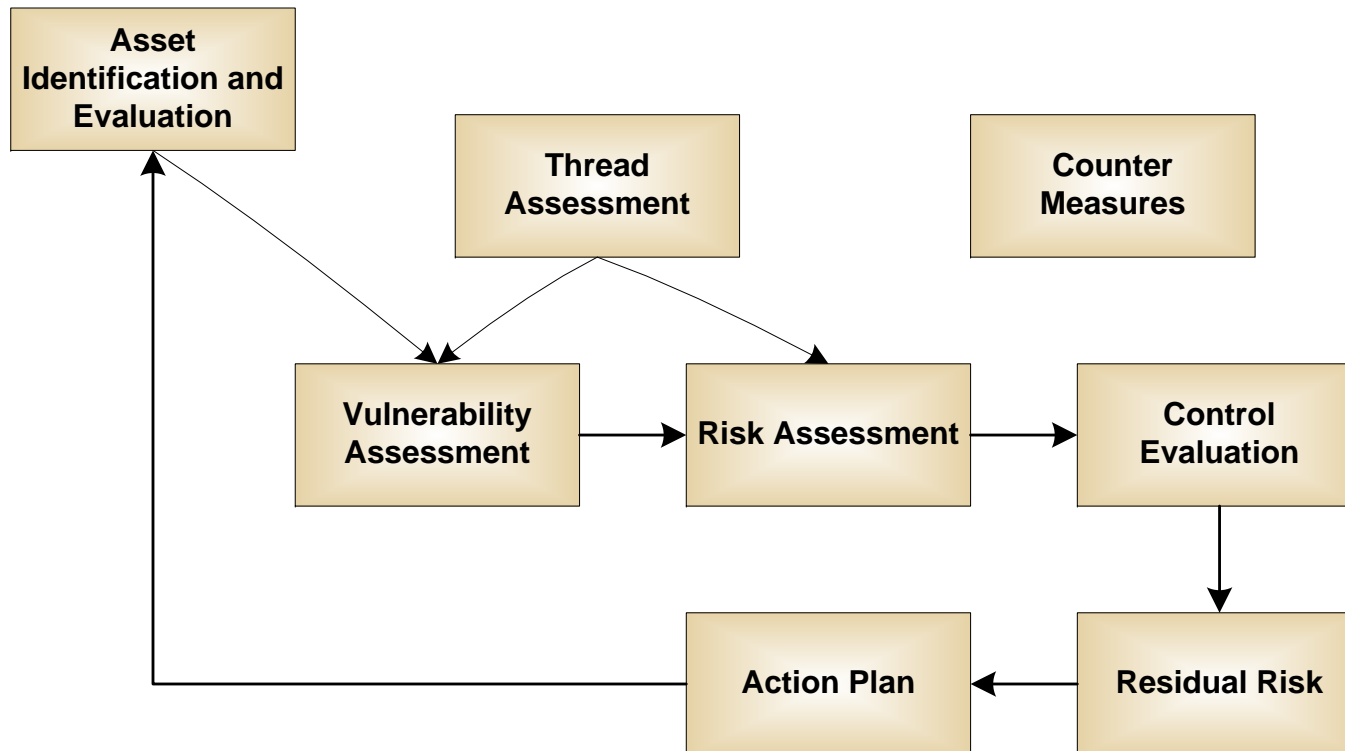 Asset
Identification and
Evaluation
Thread
Assessment
Counter
Measures
Vulnerability
Assessment
Risk Assessment
Control
Evaluation
Action Plan
Residual Risk